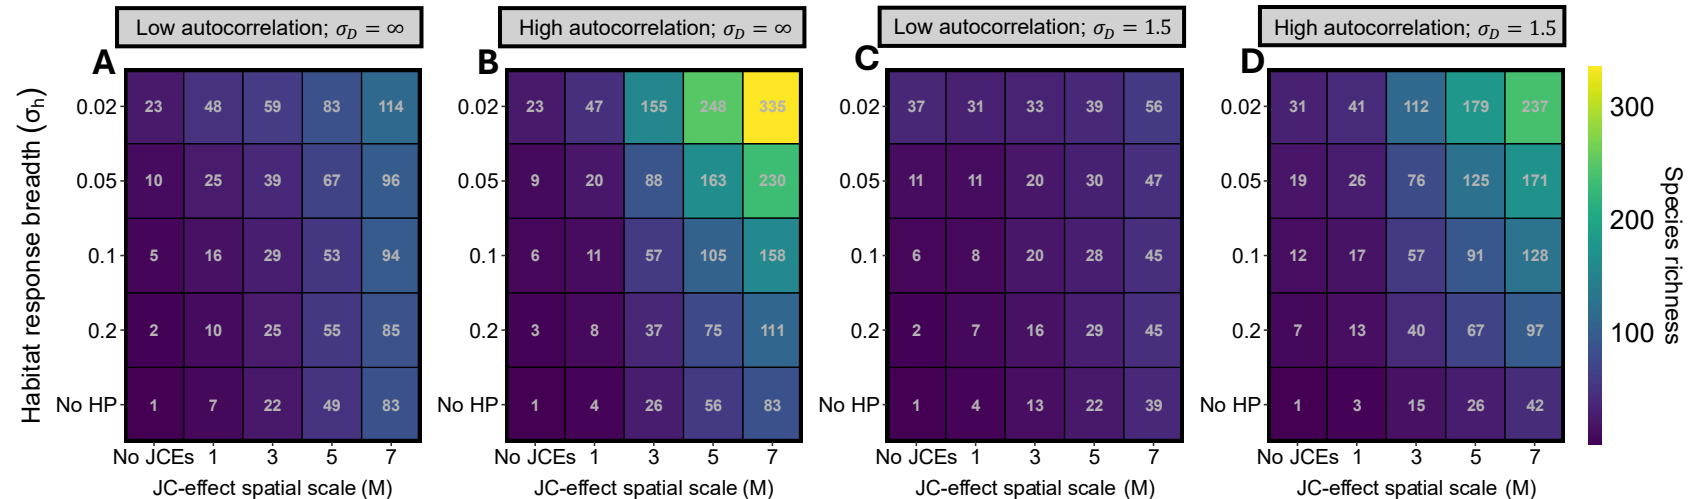 Low autocorrelation; σ_D = ∞
High autocorrelation; σ_D = ∞
Low autocorrelation; σ_D = 1.5
High autocorrelation; σ_D = 1.5
A
B
C
D
Habitat response breadth (σ_h)
0.02 23 48 59 83 114
0.05 10 25 39 67 96
0.1 5 16 29 53 94
0.2 2 10 25 55 85
No HP 1 7 22 49 83
No JCEs 1 3 5 7
JC-effect spatial scale (M)
0.02 23 47 155 248 335
0.05 9 20 88 163 230
0.1 6 11 57 105 158
0.2 3 8 37 75 111
No HP 1 4 26 56 83
No JCEs 1 3 5 7
JC-effect spatial scale (M)
0.02 37 31 33 39 56
0.05 11 11 20 30 47
0.1 6 8 20 28 45
0.2 2 7 16 29 45
No HP 1 4 13 22 39
No JCEs 1 3 5 7
JC-effect spatial scale (M)
0.02 31 41 112 179 237
0.05 19 26 76 125 171
0.1 12 17 57 91 128
0.2 7 13 40 67 97
No HP 1 3 15 26 42
No JCEs 1 3 5 7
JC-effect spatial scale (M)
300
200
100
Species richness